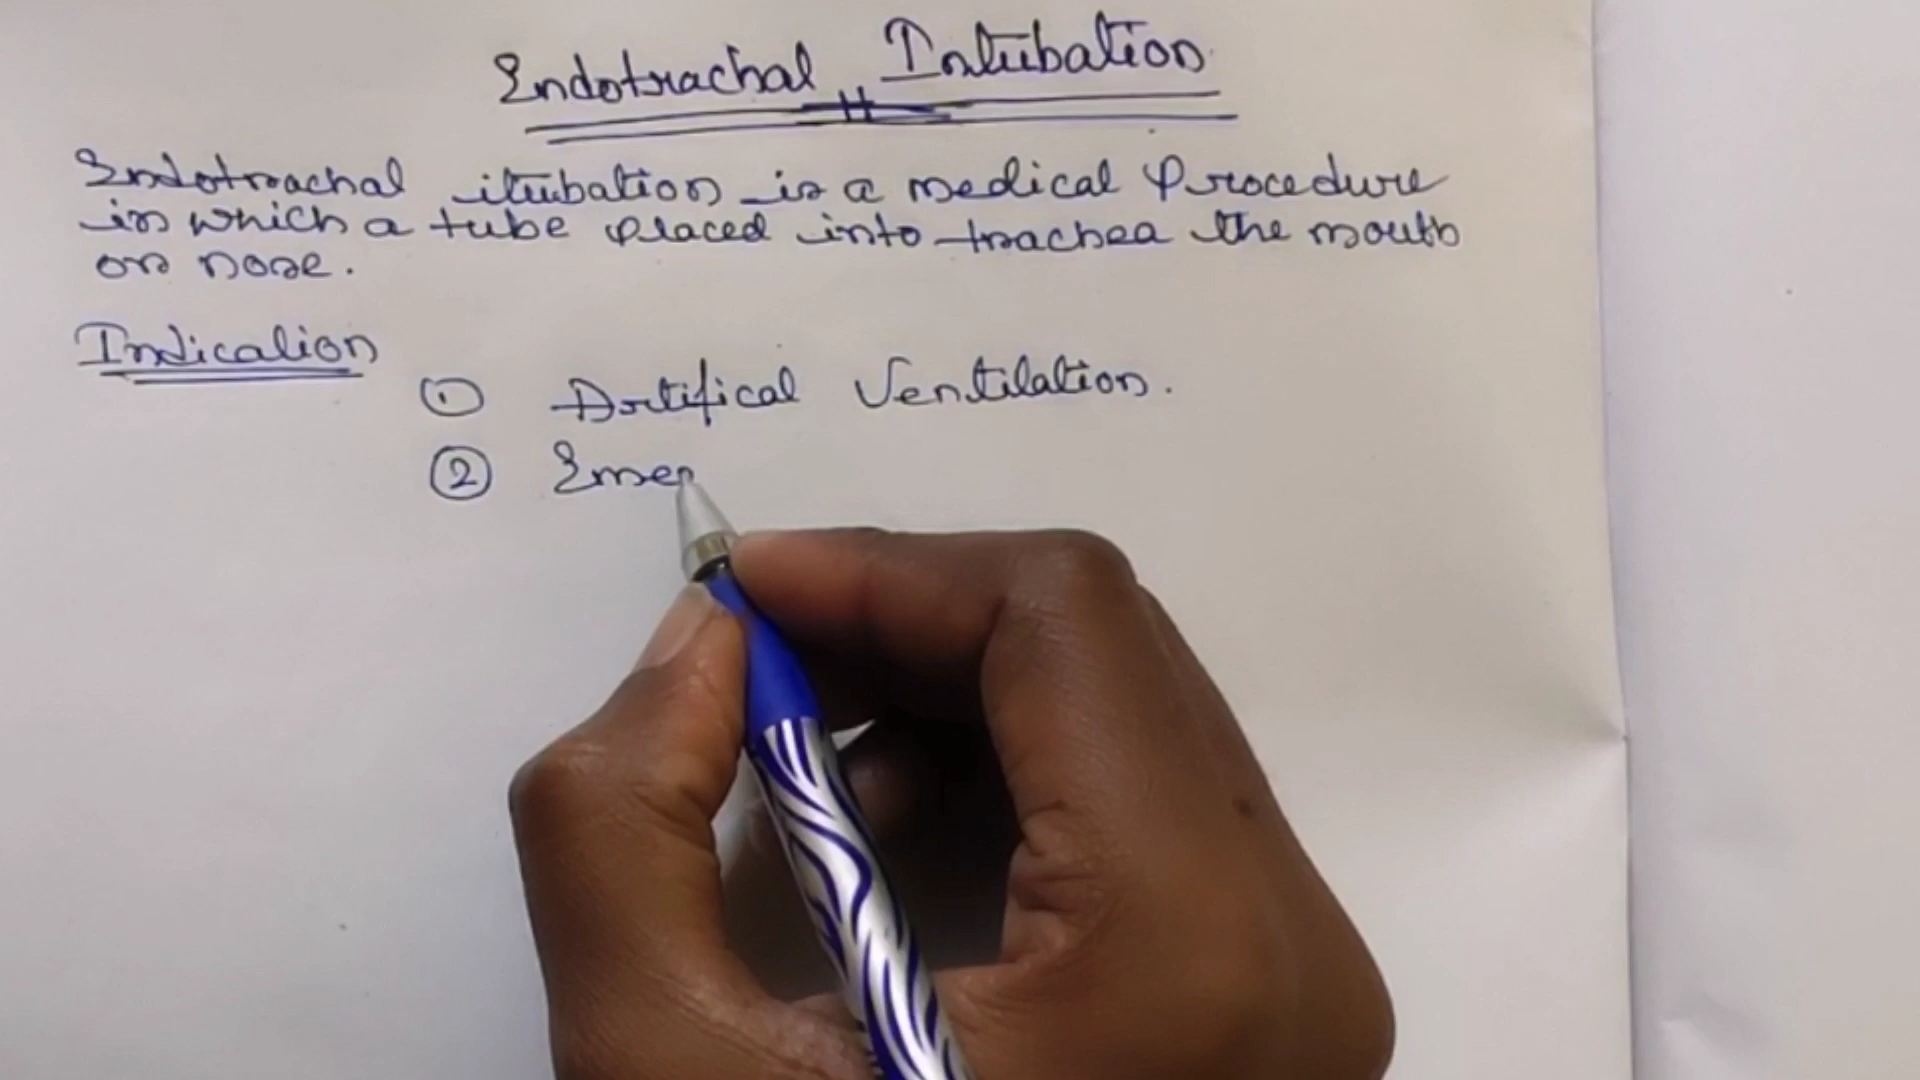 Endotrachal Intubation
Endotrachal itubation is a medical procedure
in which a tube placed into trachea the mouth
or nose.
Indication
① Artifical Ventilation.
② Emer